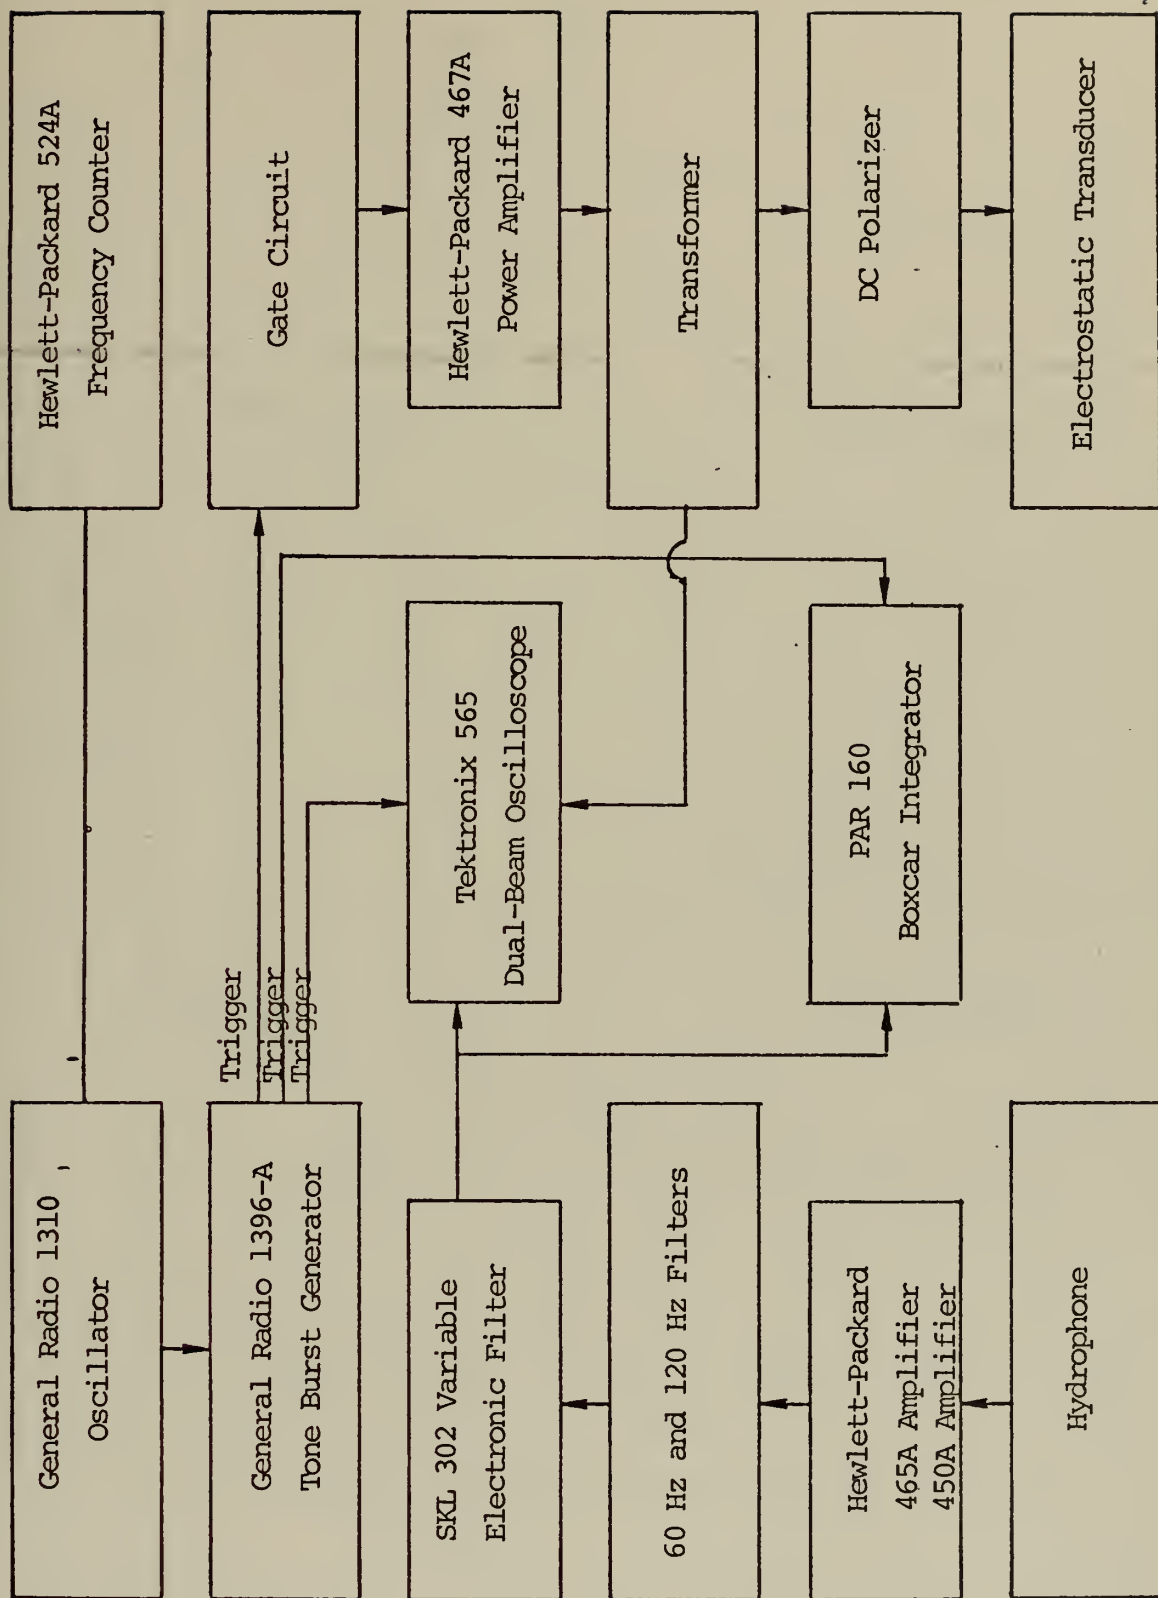 General Radio 1310
Oscillator
Hewlett-Packard 524A
Frequency Counter
General Radio 1396-A
Tone Burst Generator
Trigger
Trigger
Trigger
Gate Circuit
SKL 302 Variable
Electronic Filter
Tektronix 565
Dual-Beam Oscilloscope
Hewlett-Packard 467A
Power Amplifier
60 Hz and 120 Hz Filters
Transformer
Hewlett-Packard
465A Amplifier
450A Amplifier
PAR 160
Boxcar Integrator
DC Polarizer
Hydrophone
Electrostatic Transducer